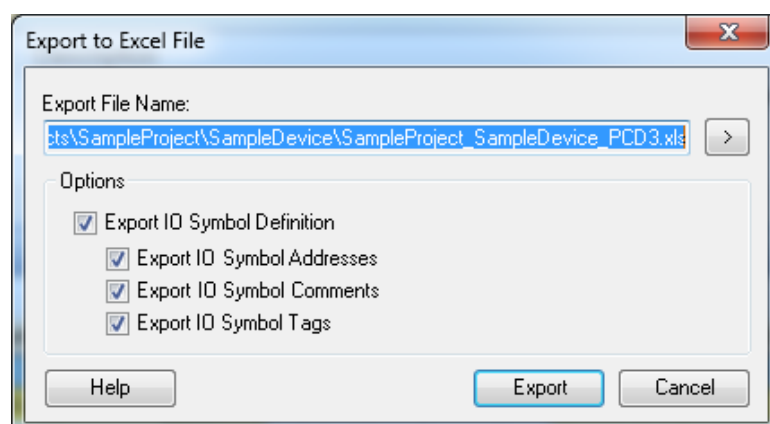 Export to Excel File
Export File Name:
cts\SampleProject\SampleDevice\SampleProject_SampleDevice_PCD3.xls
>
Options
Export IO Symbol Definition
Export IO Symbol Addresses
Export IO Symbol Comments
Export IO Symbol Tags
Help Export Cancel